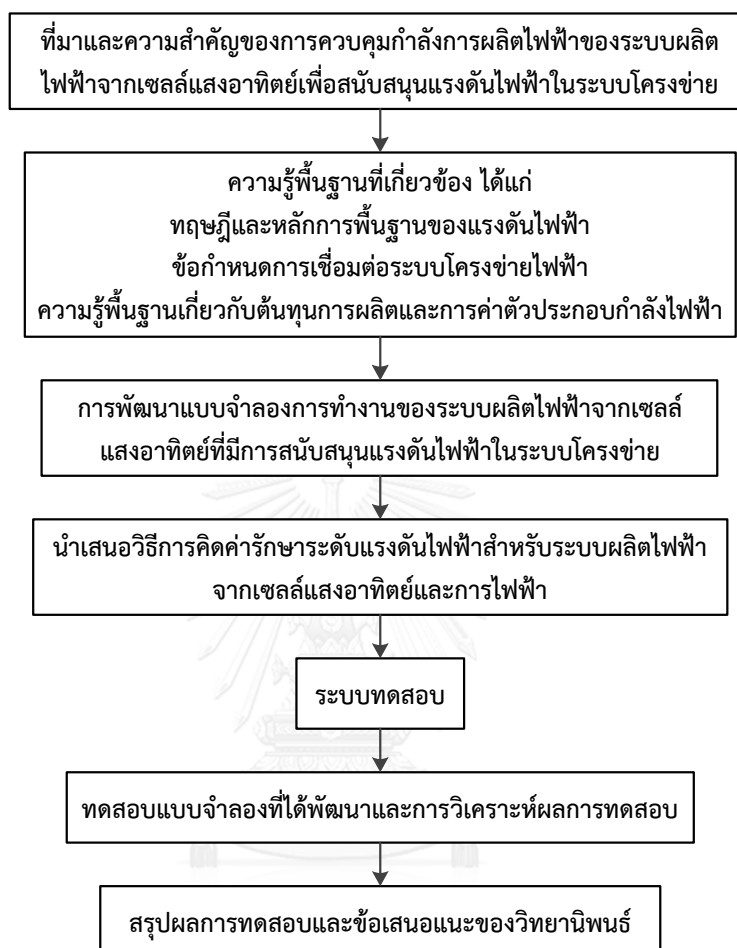 ที่มาและความสำคัญของการควบคุมกำลังการผลิตไฟฟ้าของระบบผลิต
ไฟฟ้าจากเซลล์แสงอาทิตย์เพื่อสนับสนุนแรงดันไฟฟ้าในระบบโครงข่าย
ความรู้พื้นฐานที่เกี่ยวข้อง ได้แก่
ทฤษฎีและหลักการพื้นฐานของแรงดันไฟฟ้า
ข้อกำหนดการเชื่อมต่อระบบโครงข่ายไฟฟ้า
ความรู้พื้นฐานเกี่ยวกับต้นทุนการผลิตและการค่าตัวประกอบกำลังไฟฟ้า
การพัฒนาแบบจำลองการทำงานของระบบผลิตไฟฟ้าจากเซลล์
แสงอาทิตย์ที่มีการสนับสนุนแรงดันไฟฟ้าในระบบโครงข่าย
นำเสนอวิธีการคิดค่ารักษาระดับแรงดันไฟฟ้าสำหรับระบบผลิตไฟฟ้า
จากเซลล์แสงอาทิตย์และการไฟฟ้า
ระบบทดสอบ
ทดสอบแบบจำลองที่ได้พัฒนาและการวิเคราะห์ผลการทดสอบ
สรุปผลการทดสอบและข้อเสนอแนะของวิทยานิพนธ์